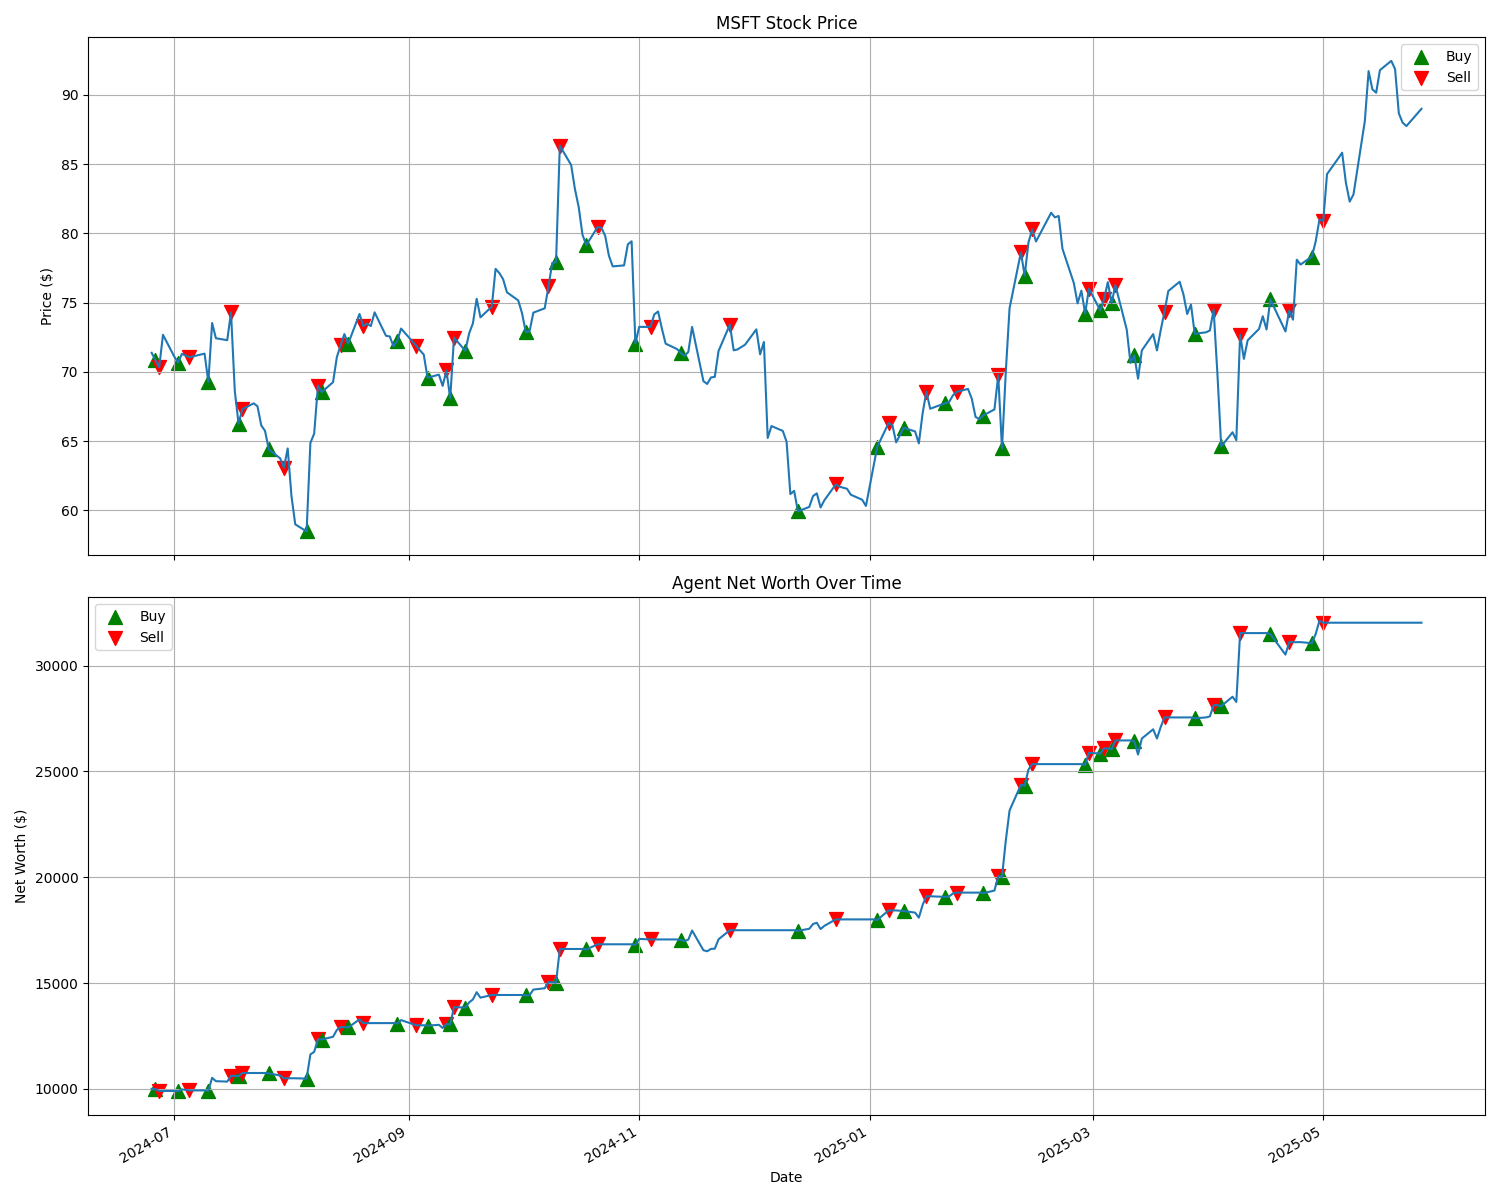 MSFT Stock Price
Buy
Sell
90
85
80
75
70
65
60
Price ($)
Agent Net Worth Over Time
Buy
Sell
30000
25000
20000
15000
10000
Net Worth ($)
2024-07
2024-09
2024-11
2025-01
2025-03
2025-05
Date